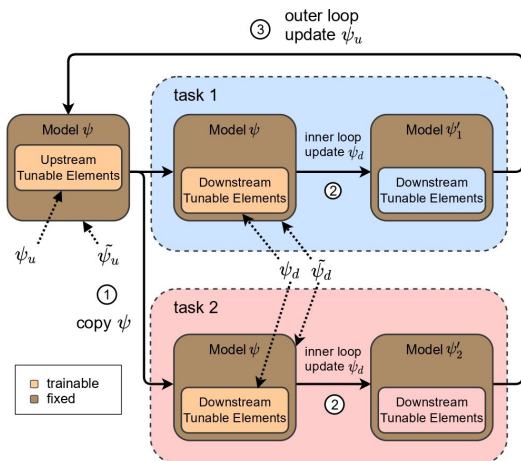 ③ outer loop
update ψ_u
task 1
Model ψ
Upstream
Tunable Elements
Model ψ
Downstream
Tunable Elements
inner loop
update ψ_d
②
Model ψ′_1
Downstream
Tunable Elements
ψ_u
ψ̃_u
ψ_d
ψ̃_d
①
copy ψ
task 2
Model ψ
Downstream
Tunable Elements
inner loop
update ψ_d
②
Model ψ′_2
Downstream
Tunable Elements
trainable
fixed